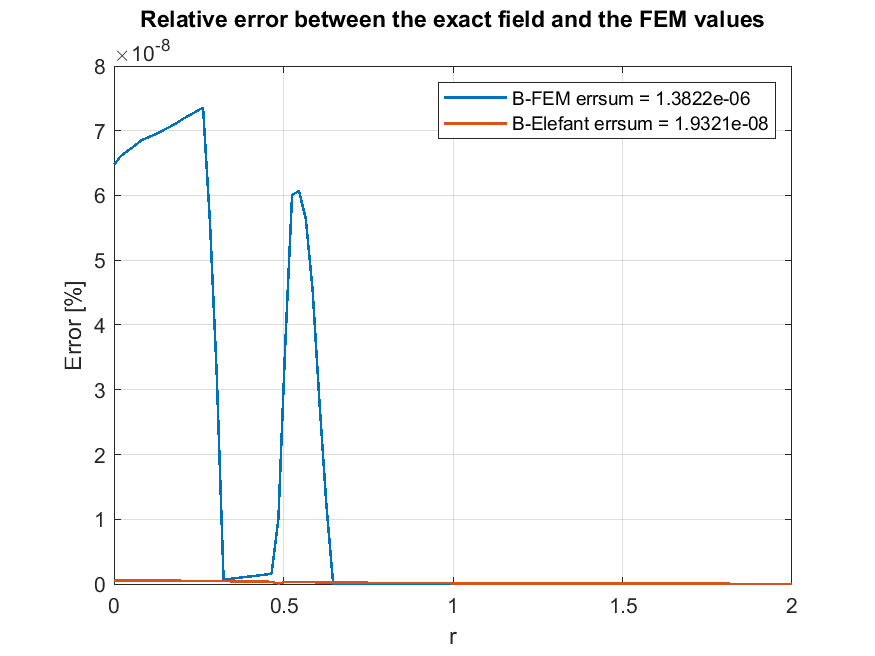 Relative error between the exact field and the FEM values
×10-8
8
7
6
5
4
3
2
1
0
Error [%]
B-FEM errsum = 1.3822e-06
B-Elefant errsum = 1.9321e-08
0 0.5 1 1.5 2
r